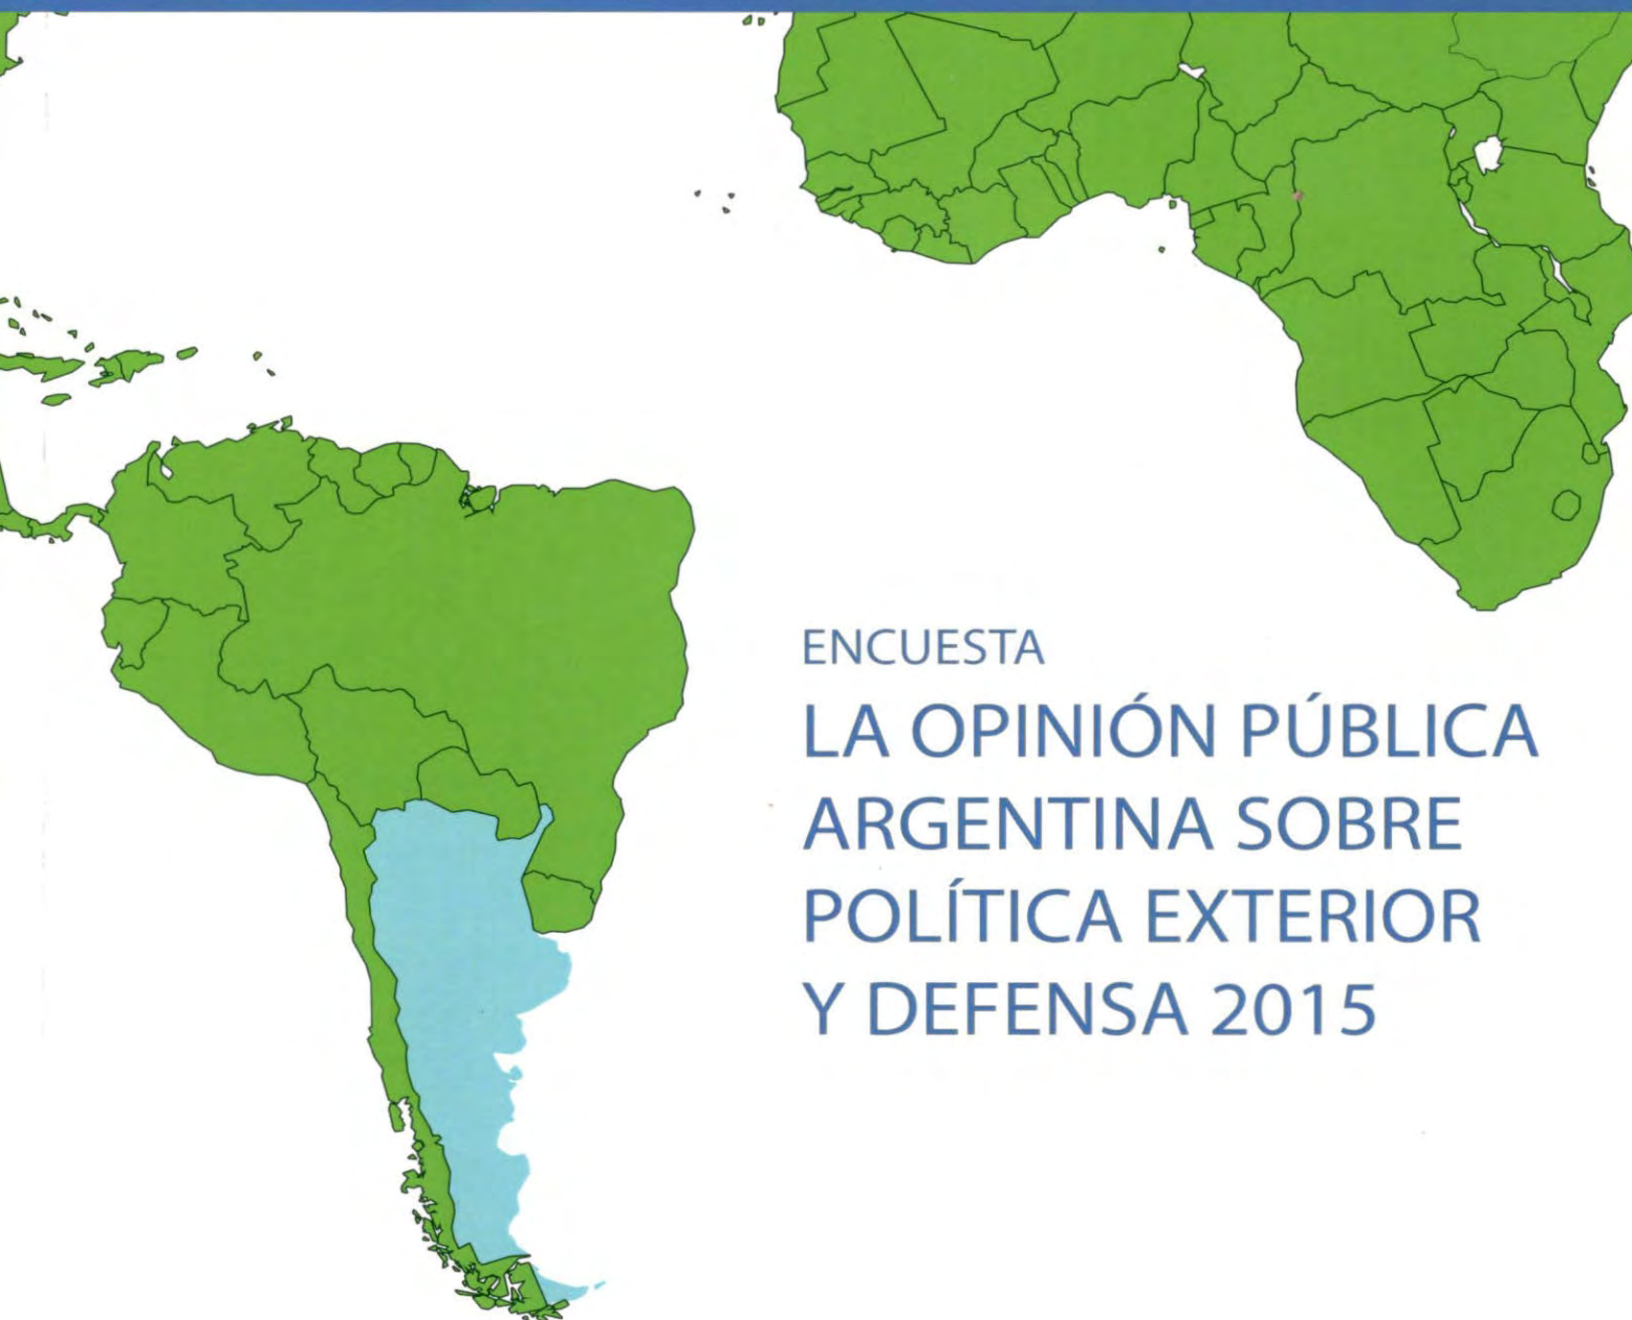 ENCUESTA
LA OPINIÓN PÚBLICA
ARGENTINA SOBRE
POLÍTICA EXTERIOR
Y DEFENSA 2015